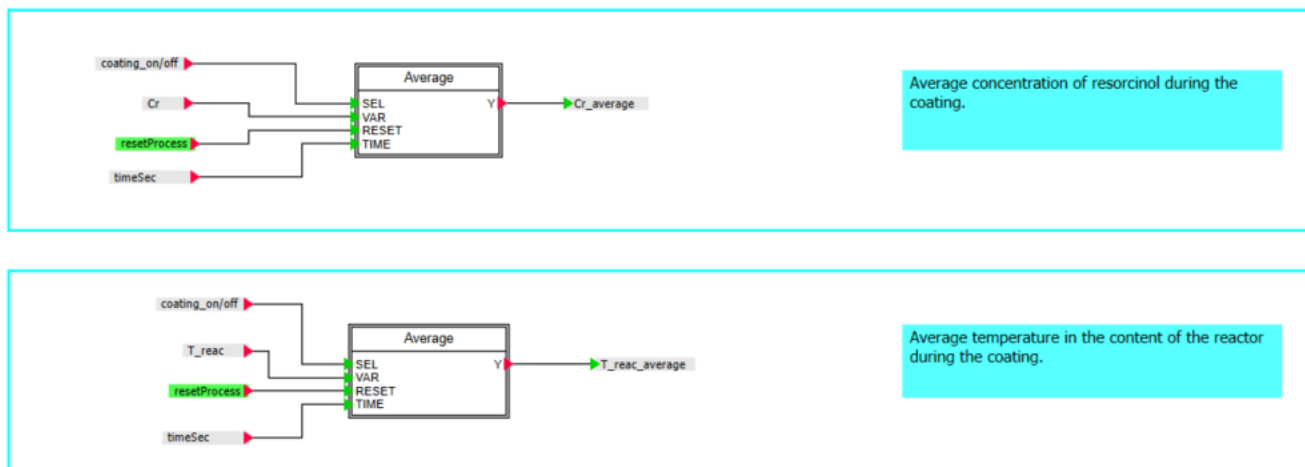 coating_on/off
Average
Average concentration of resorcinol during the
coating.
Cr
SEL
Y
Cr_average
VAR
resetProcess
RESET
TIME
timeSec
coating_on/off
Average
Average temperature in the content of the reactor
during the coating.
T_reac
SEL
Y
T_reac_average
VAR
resetProcess
RESET
TIME
timeSec